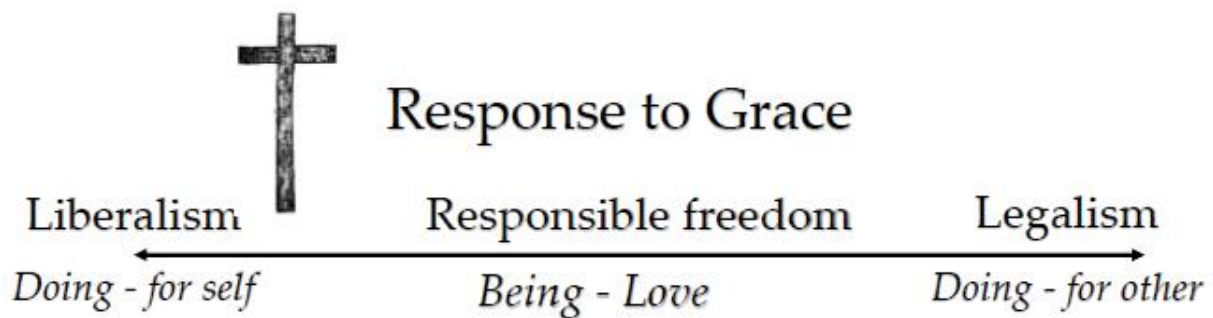 Response to Grace
Liberalism Responsible freedom Legalism
Doing - for self Being - Love Doing - for other